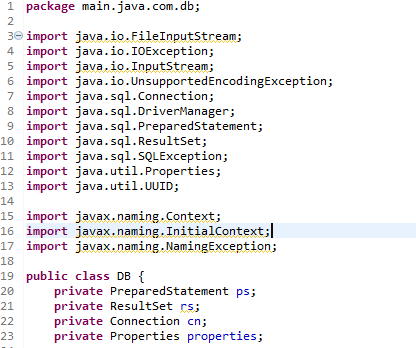 1 package main.java.com.db;
2
3 import java.io.FileInputStream;
4 import java.io.IOException;
5 import java.io.InputStream;
6 import java.io.UnsupportedEncodingException;
7 import java.sql.Connection;
8 import java.sql.DriverManager;
9 import java.sql.PreparedStatement;
10 import java.sql.ResultSet;
11 import java.sql.SQLException;
12 import java.util.Properties;
13 import java.util.UUID;
14
15 import javax.naming.Context;
16 import javax.naming.InitialContext;
17 import javax.naming.NamingException;
18
19 public class DB {
20 private PreparedStatement ps;
21 private ResultSet rs;
22 private Connection cn;
23 private Properties properties;